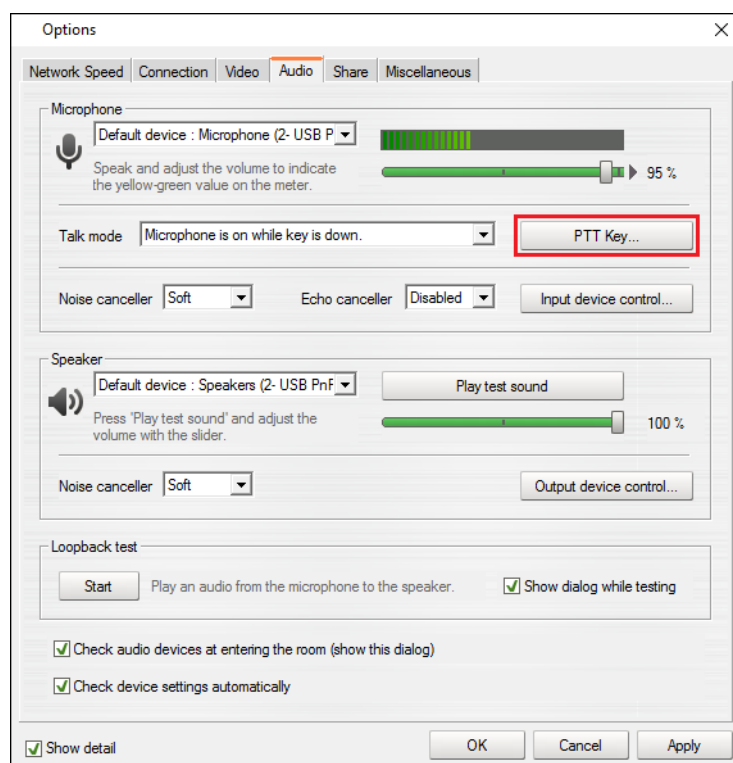 Options
Network Speed Connection Video Audio Share Miscellaneous
Microphone
Default device : Microphone (2- USB P
Speak and adjust the volume to indicate
the yellow-green value on the meter.
95 %
Talk mode Microphone is on while key is down. PTT Key...
Noise canceller Soft Echo canceller Disabled Input device control...
Speaker
Default device : Speakers (2- USB PnF Play test sound
Press 'Play test sound' and adjust the
volume with the slider.
100 %
Noise canceller Soft Output device control...
Loopback test
Start Play an audio from the microphone to the speaker. Show dialog while testing
Check audio devices at entering the room (show this dialog)
Check device settings automatically
Show detail OK Cancel Apply